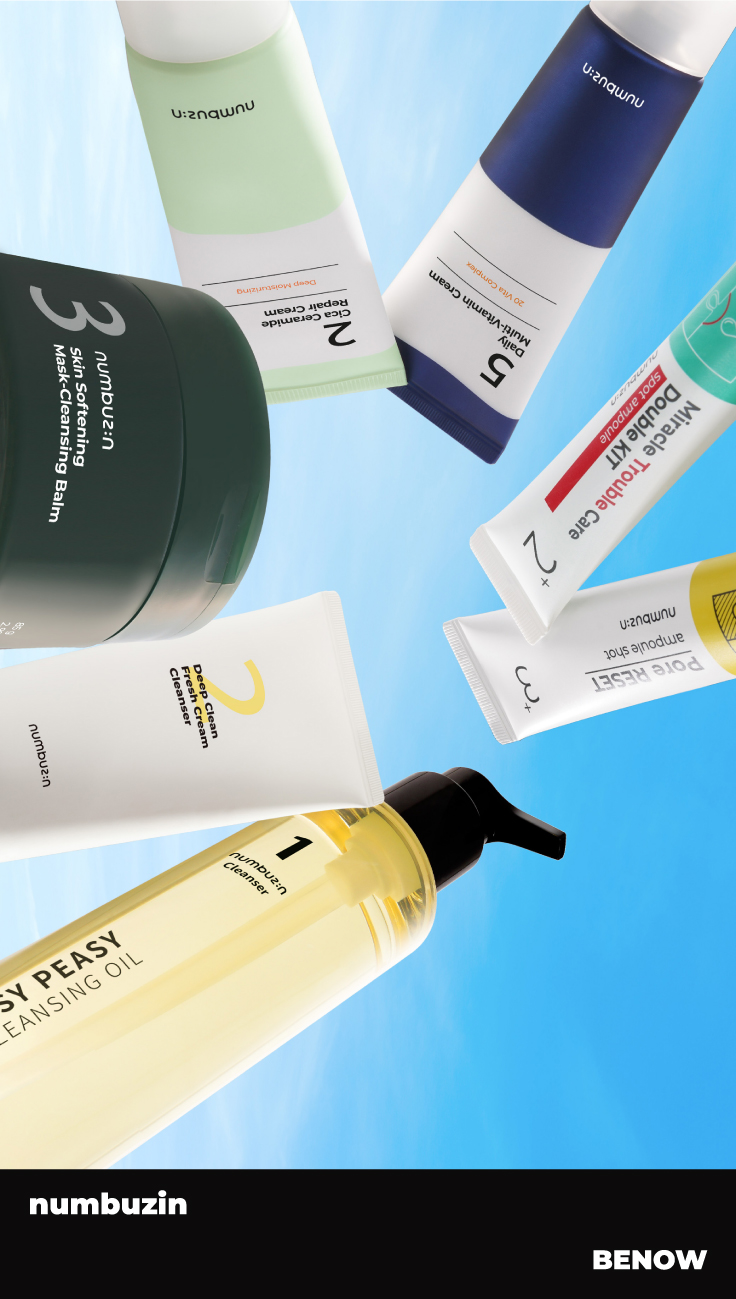 numbuz:n
Deep Moisturizing
Cica Ceramide
Repair Cream
2
numbuz:n
20 Vita Complex
Daily
Multi-Vitamin Cream
5
3
numbuz:n
Skin Softening
Mask-Cleansing Balm
numbuz:n
spot ampoule
Double KIT
Miracle Trouble Care
2+
numbuz:n
ampoule shot
Pore RESET
3+
2
Deep Clean
Fresh Cream
Cleanser
numbuz:n
1
numbuz:n
Cleanser
SY PEASY
LEANSING OIL
numbuzin
BENOW